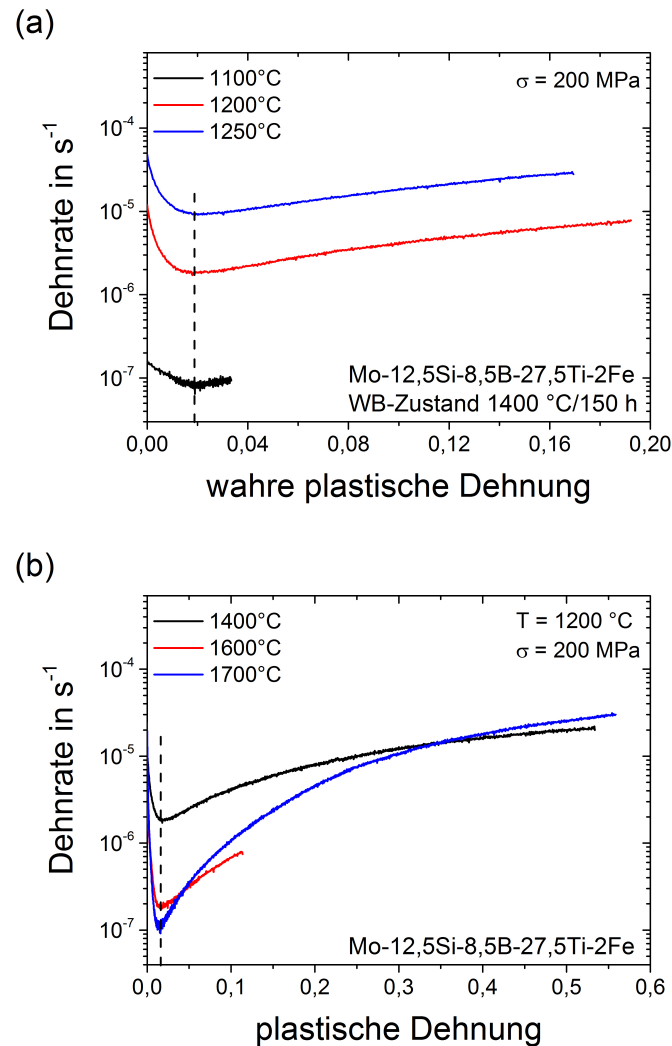 (a)
1100°C
1200°C
1250°C
σ = 200 MPa
Dehnrate in s⁻¹
10⁻⁴
10⁻⁵
10⁻⁶
10⁻⁷
Mo-12,5Si-8,5B-27,5Ti-2Fe
WB-Zustand 1400 °C/150 h
0,00 0,04 0,08 0,12 0,16 0,20
wahre plastische Dehnung
(b)
1400°C
1600°C
1700°C
T = 1200 °C
σ = 200 MPa
Dehnrate in s⁻¹
10⁻⁴
10⁻⁵
10⁻⁶
10⁻⁷
Mo-12,5Si-8,5B-27,5Ti-2Fe
0,0 0,1 0,2 0,3 0,4 0,5 0,6
plastische Dehnung